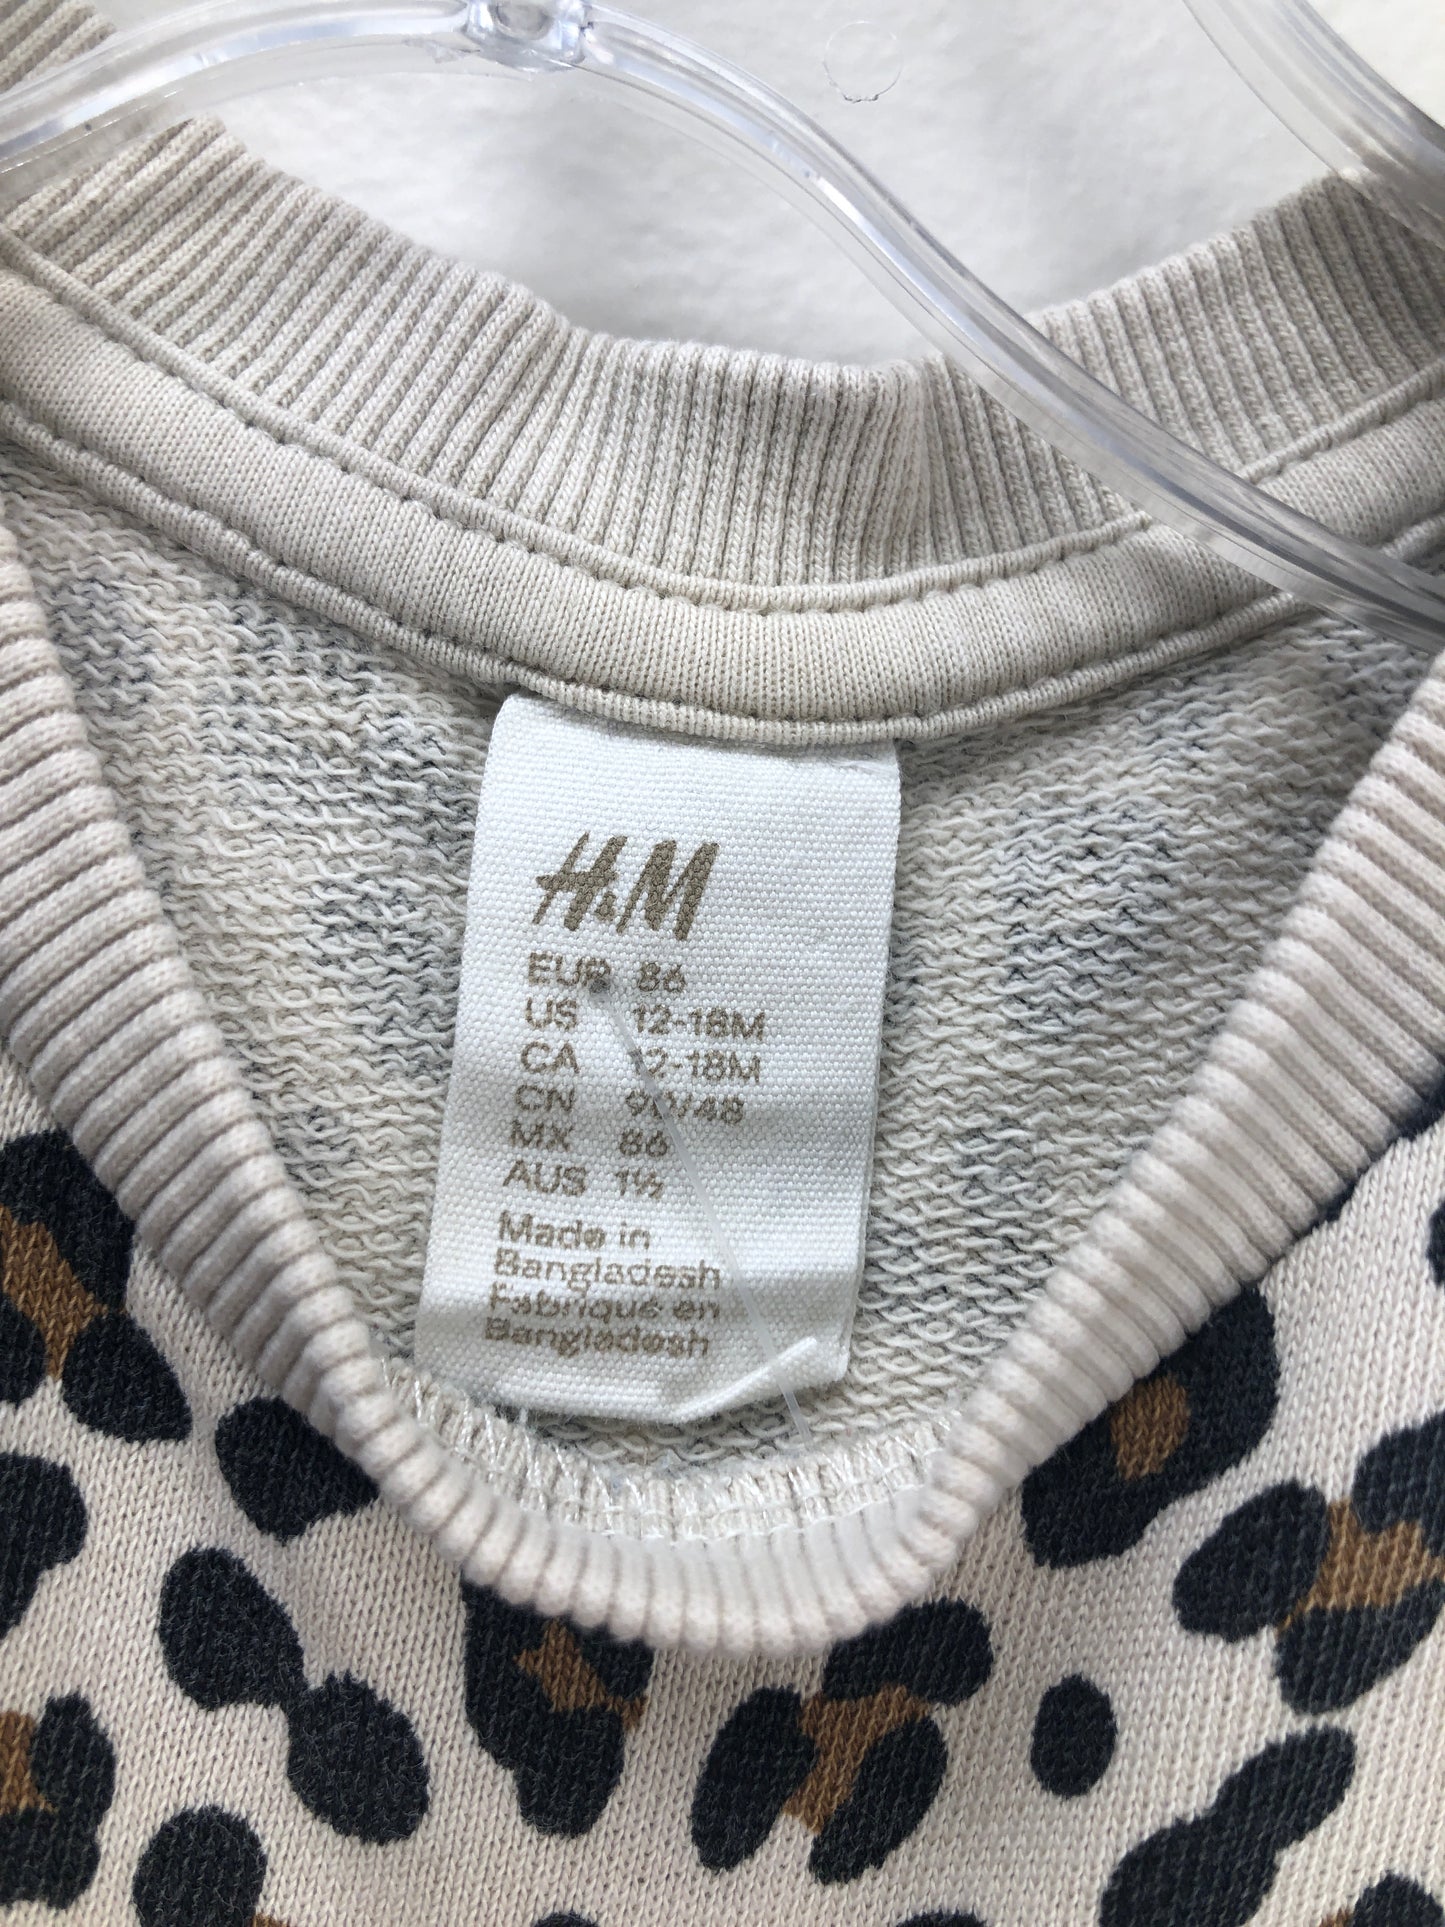 H&M
EUR 86
US 12-18M
CA 12-18M
CN 90/48
MX 86
AUS 1½
Made in
Bangladesh
Fabriqué en
Bangladesh